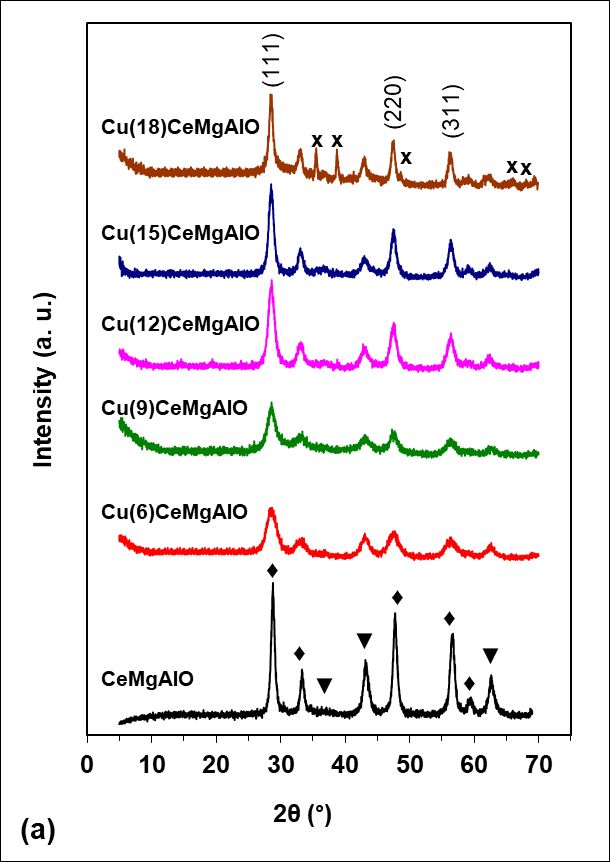 (111)
(220)
(311)
Cu(18)CeMgAlO
x x
x
x x
Cu(15)CeMgAlO
Cu(12)CeMgAlO
Cu(9)CeMgAlO
Cu(6)CeMgAlO
CeMgAlO
Intensity (a. u.)
0 10 20 30 40 50 60 70
2θ (°)
(a)